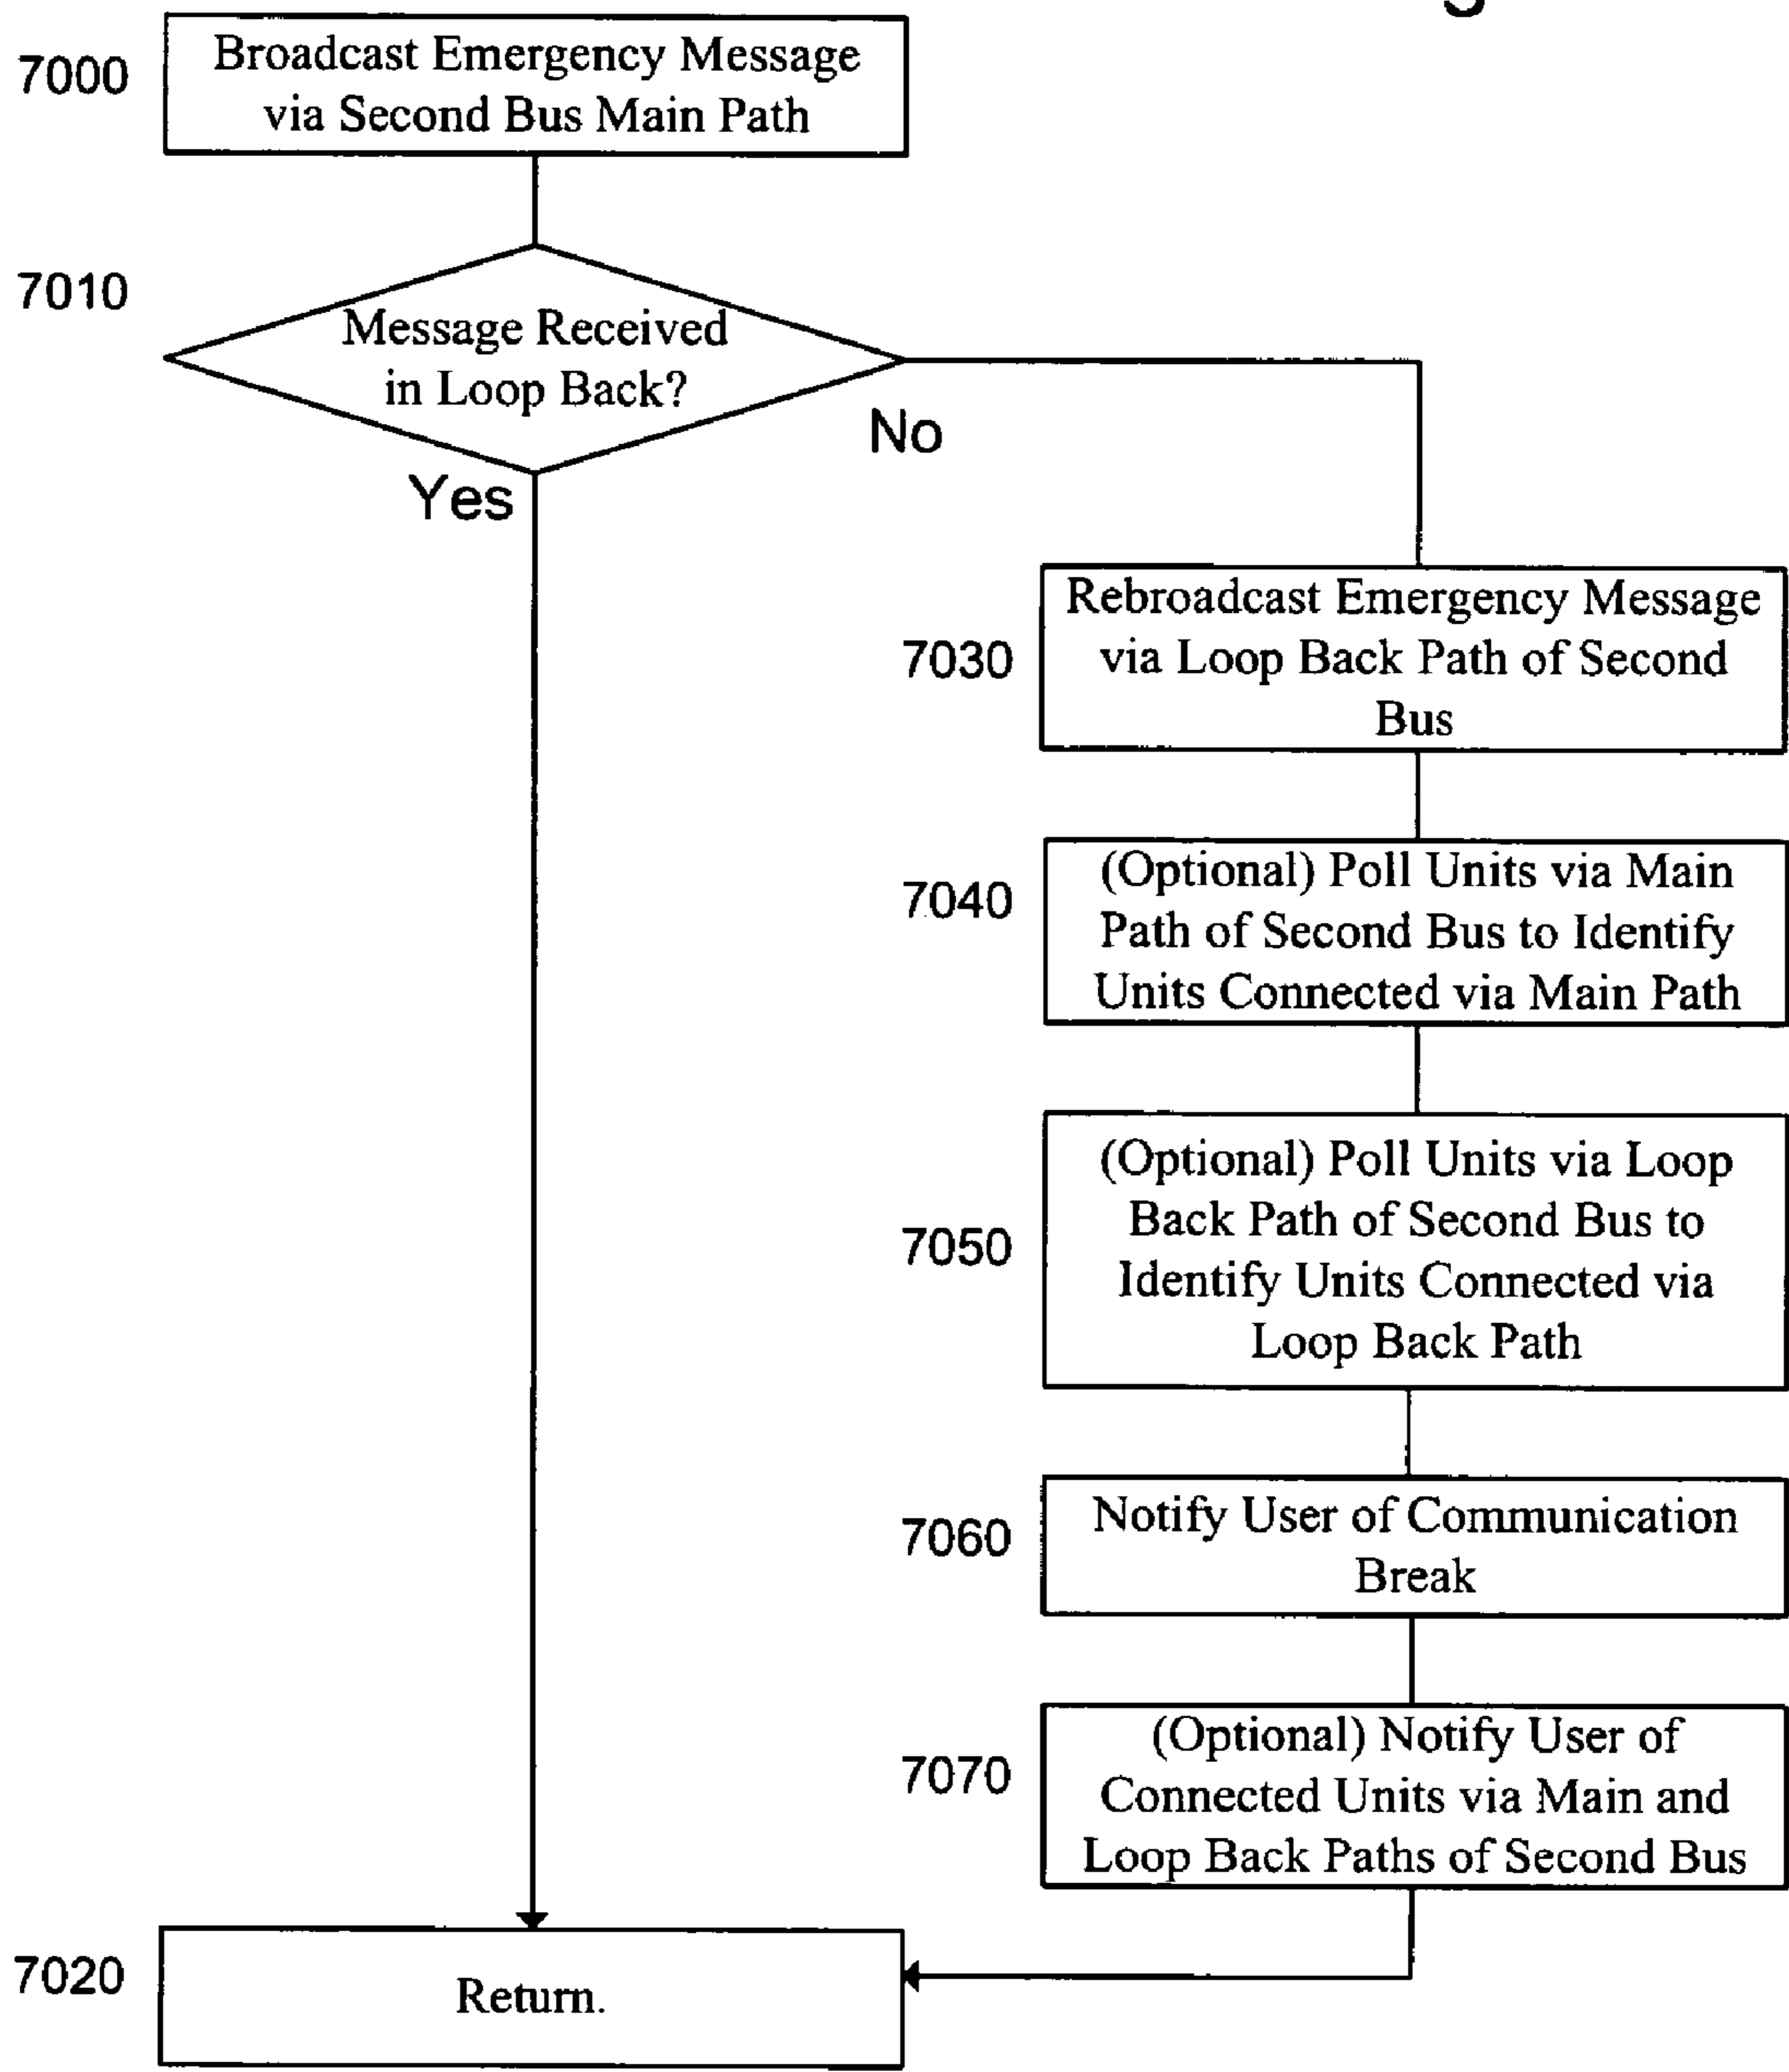 7000
Broadcast Emergency Message
via Second Bus Main Path
7010
Message Received
in Loop Back?
No
Yes
7030
Rebroadcast Emergency Message
via Loop Back Path of Second
Bus
7040
(Optional) Poll Units via Main
Path of Second Bus to Identify
Units Connected via Main Path
7050
(Optional) Poll Units via Loop
Back Path of Second Bus to
Identify Units Connected via
Loop Back Path
7060
Notify User of Communication
Break
7070
(Optional) Notify User of
Connected Units via Main and
Loop Back Paths of Second Bus
7020
Return.